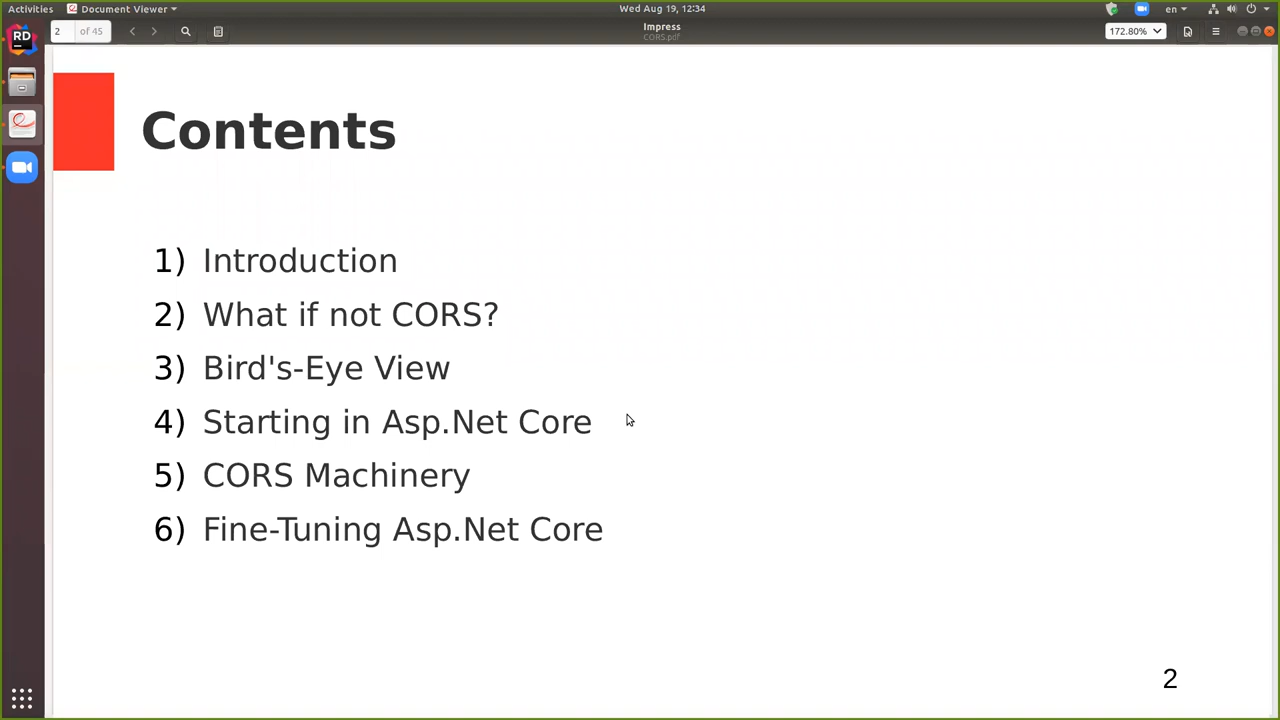 Activities
Document Viewer
Wed Aug 19, 12:34
en
2
of 45
Impress
CORS.pdf
172.80%
RD
Contents
1) Introduction
2) What if not CORS?
3) Bird's-Eye View
4) Starting in Asp.Net Core
5) CORS Machinery
6) Fine-Tuning Asp.Net Core
2